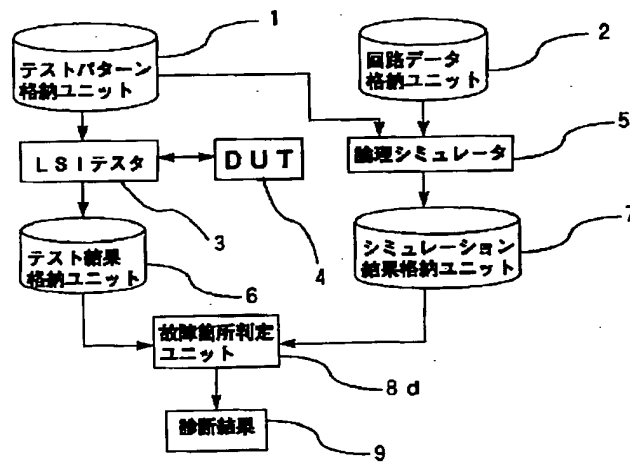 1
テストパターン
格納ユニット
2
回路データ
格納ユニット
LSIテスタ
3
DUT
4
論理シミュレータ
5
テスト結果
格納ユニット
6
シミュレーション
結果格納ユニット
7
故障箇所判定
ユニット
8d
診断結果
9